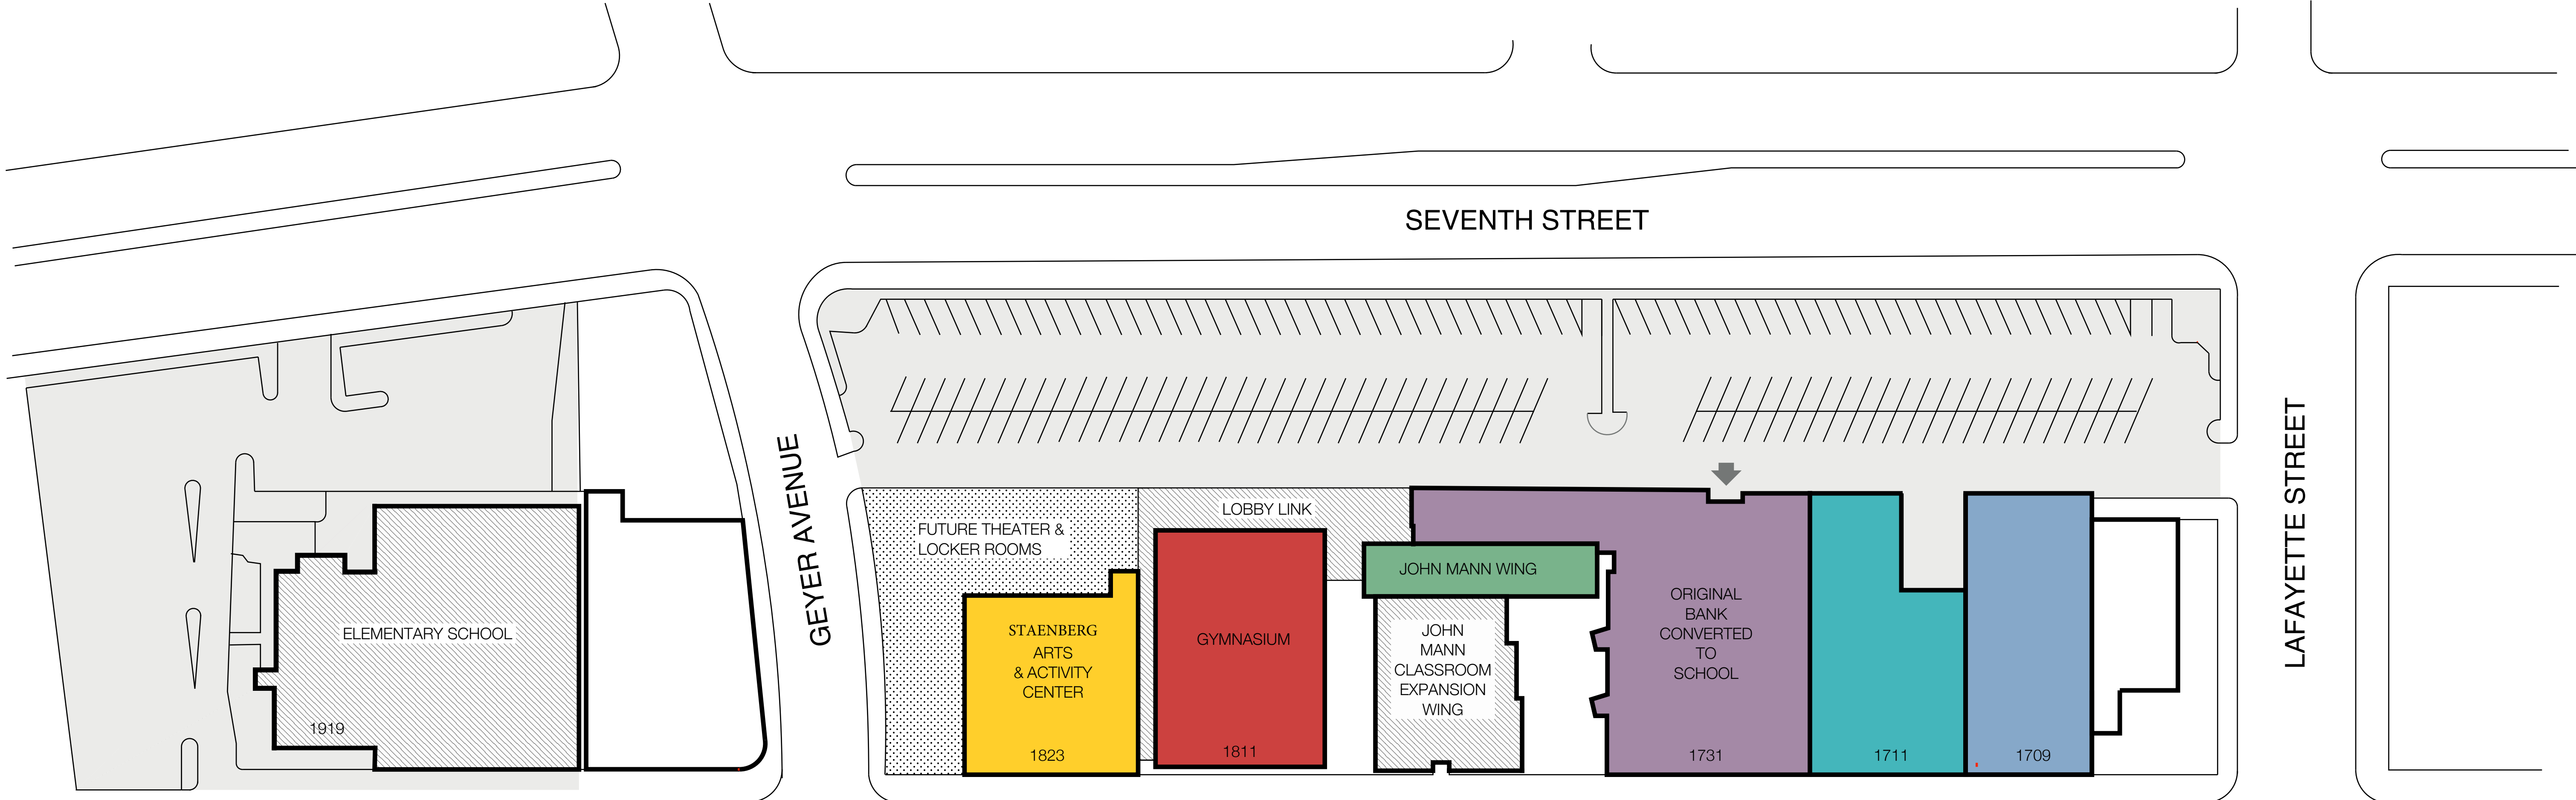 SEVENTH STREET
GEYER AVENUE
LAFAYETTE STREET
ELEMENTARY SCHOOL
1919
FUTURE THEATER &
LOCKER ROOMS
LOBBY LINK
STAENBERG
ARTS
& ACTIVITY
CENTER
1823
GYMNASIUM
1811
JOHN MANN WING
JOHN
MANN
CLASSROOM
EXPANSION
WING
ORIGINAL
BANK
CONVERTED
TO
SCHOOL
1731
1711
1709